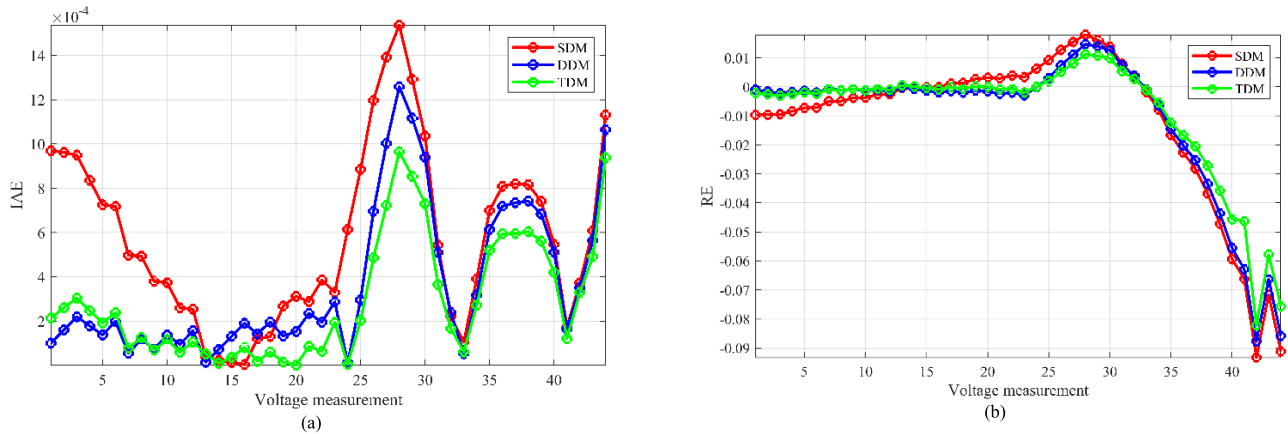 ×10⁻⁴
14
12
10
8
6
4
2
IAE
5 10 15 20 25 30 35 40
Voltage measurement
SDM
DDM
TDM
(a)
0.01
0
-0.01
-0.02
-0.03
-0.04
-0.05
-0.06
-0.07
-0.08
-0.09
RE
5 10 15 20 25 30 35 40
Voltage measurement
SDM
DDM
TDM
(b)